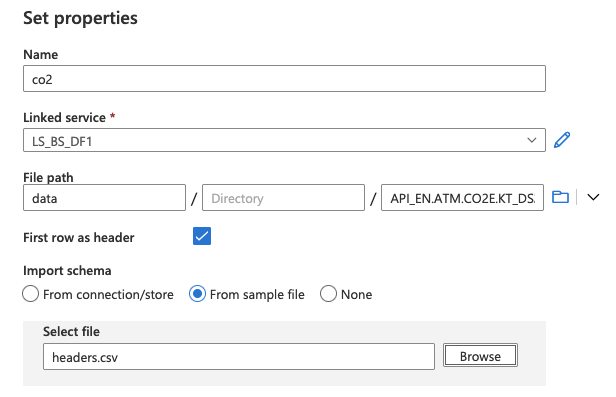 Set properties
Name
co2
Linked service *
LS_BS_DF1
File path
data / Directory / API_EN.ATM.CO2E.KT_DS
First row as header
Import schema
From connection/store From sample file None
Select file
headers.csv Browse